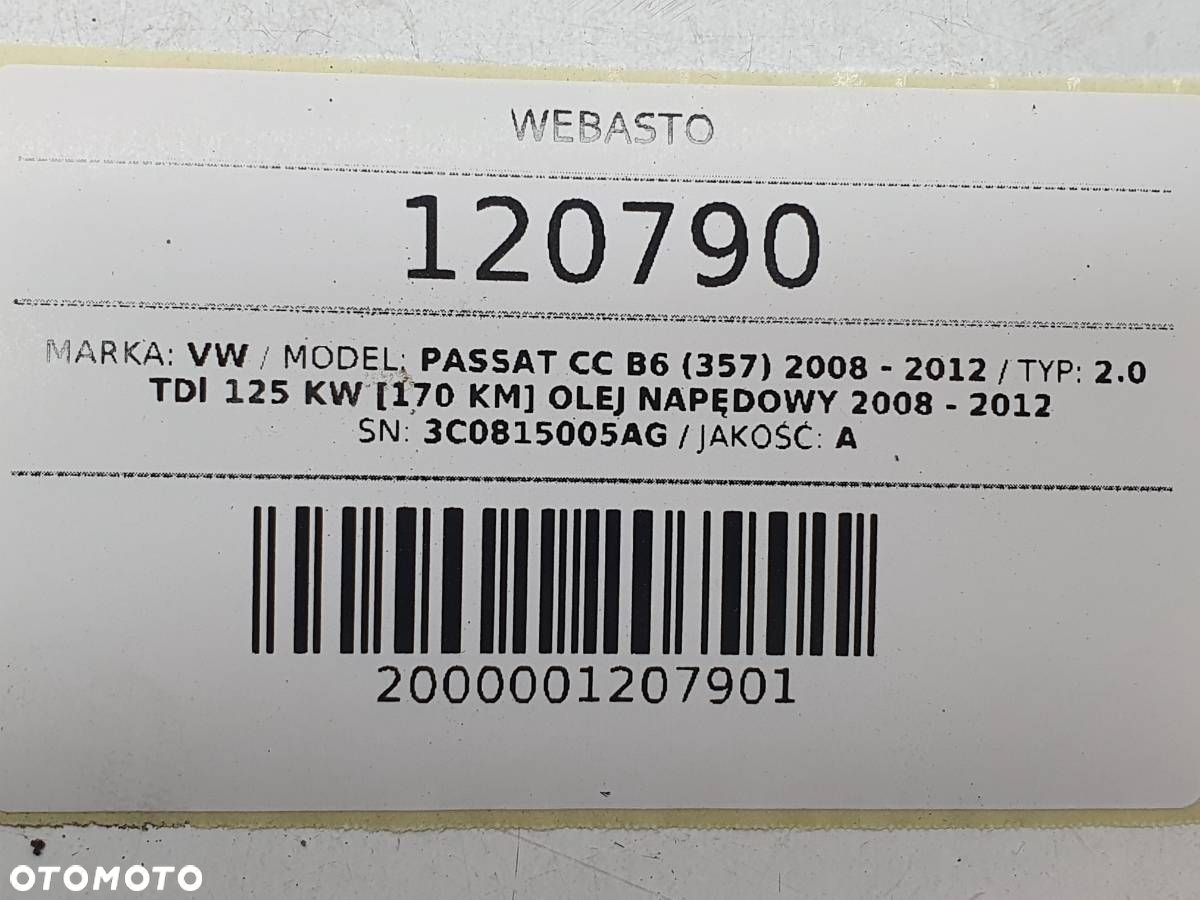 WEBASTO
120790
MARKA: VW / MODEL: PASSAT CC B6 (357) 2008 - 2012 / TYP: 2.0
TDI 125 KW [170 KM] OLEJ NAPĘDOWY 2008 - 2012
SN: 3C0815005AG / JAKOŚĆ: A
2000001207901
OTOMOTO